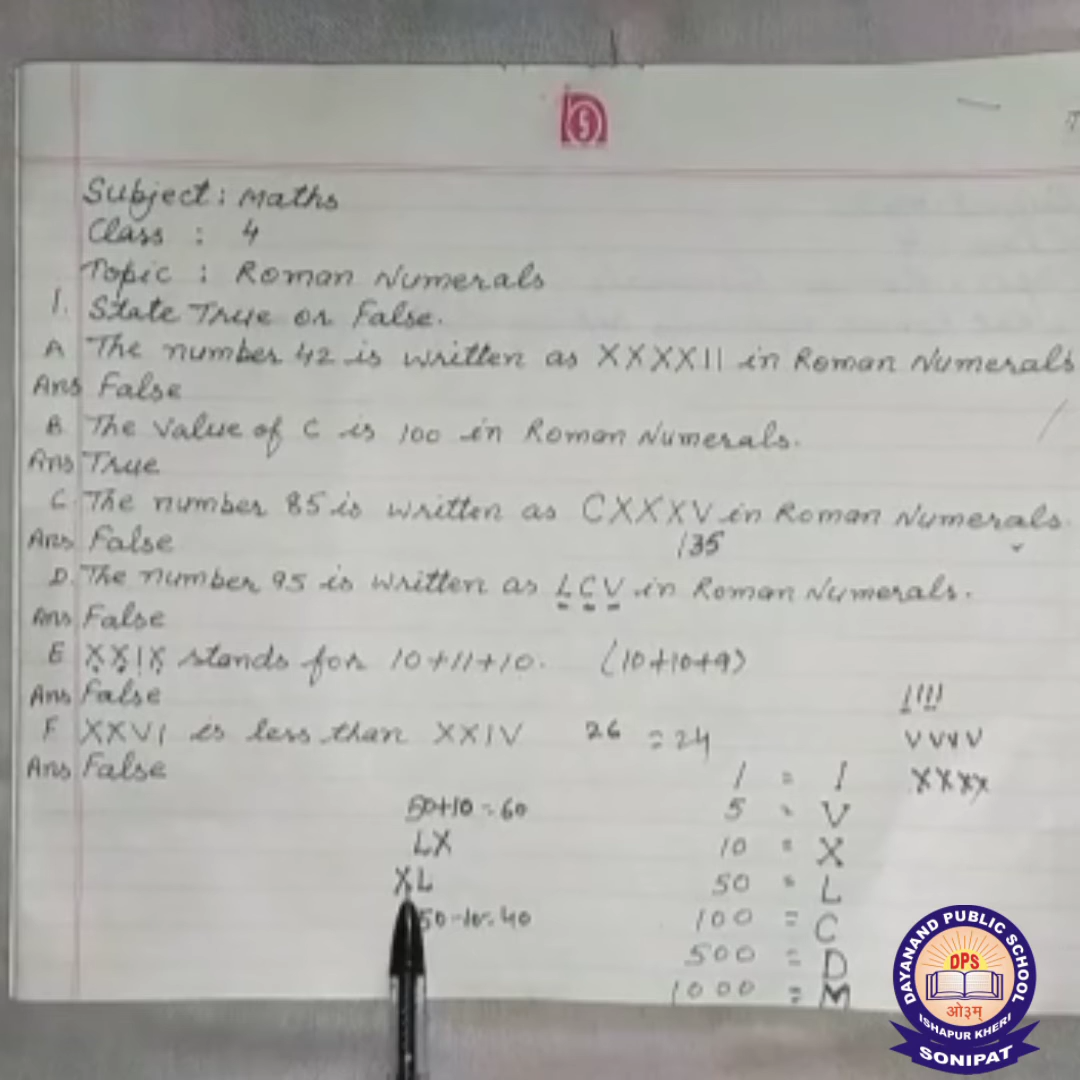 Subject: Maths
Class : 4
Topic : Roman Numerals
1. State True or False.
A The number 42 is written as XXXXII in Roman Numerals
Ans False
B. The Value of C is 100 in Roman Numerals.
Ans True
C. The number 85 is written as CXXXV in Roman Numerals.
Ans False 135
D. The number 95 is written as LCV in Roman Numerals.
Ans False
E XXIX stands for 10+11+10. (10+10+9)
Ans False
IIII
F XXVI is less than XXIV 26 = 24
VVVV
Ans False
1 = I
XXXX
50+10=60
5 = V
LX
10 = X
XL
50 = L
50-10=40
100 = C
500 = D
1000 = M
DAYANAND PUBLIC SCHOOL
DPS
ओ३म्
ISHAPUR KHERI
SONIPAT